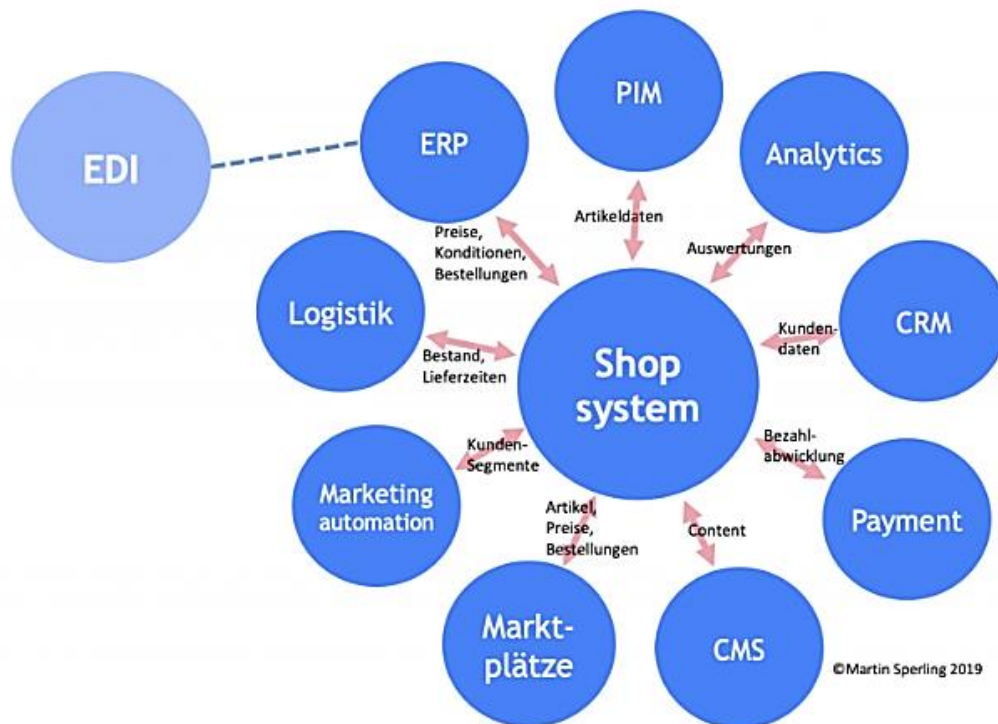 PIM
EDI
ERP
Analytics
Artikeldaten
Preise,
Konditionen,
Bestellungen
Auswertungen
Logistik
CRM
Kunden-
daten
Bestand,
Lieferzeiten
Shop
system
Kunden-
Segmente
Bezahl-
abwicklung
Marketing
automation
Payment
Artikel,
Preise,
Bestellungen
Content
Markt-
plätze
CMS
©Martin Sperling 2019